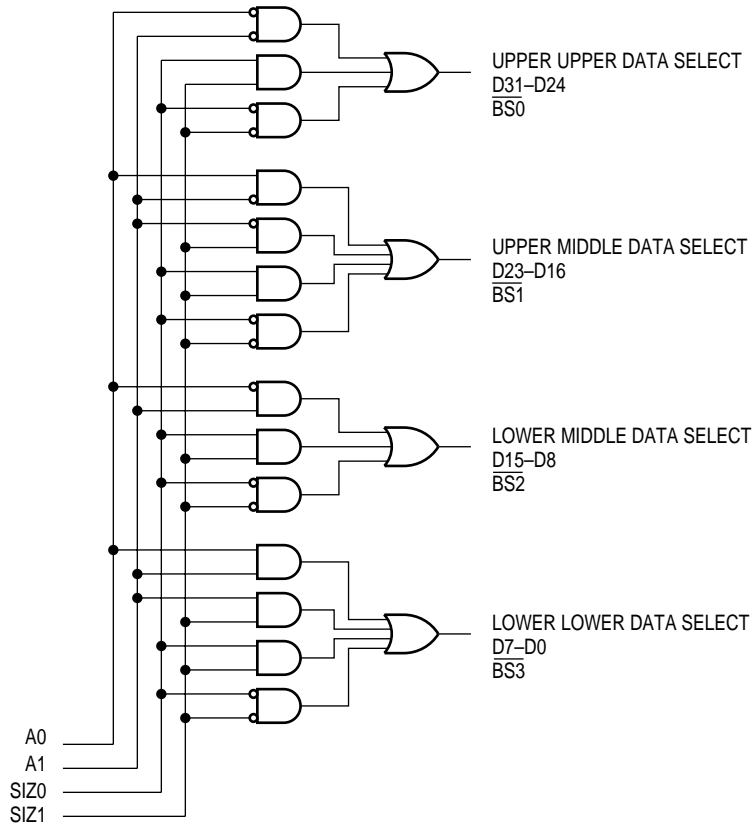 UPPER UPPER DATA SELECT
D31–D24
BS0
UPPER MIDDLE DATA SELECT
D23–D16
BS1
LOWER MIDDLE DATA SELECT
D15–D8
BS2
LOWER LOWER DATA SELECT
D7–D0
BS3
A0
A1
SIZ0
SIZ1